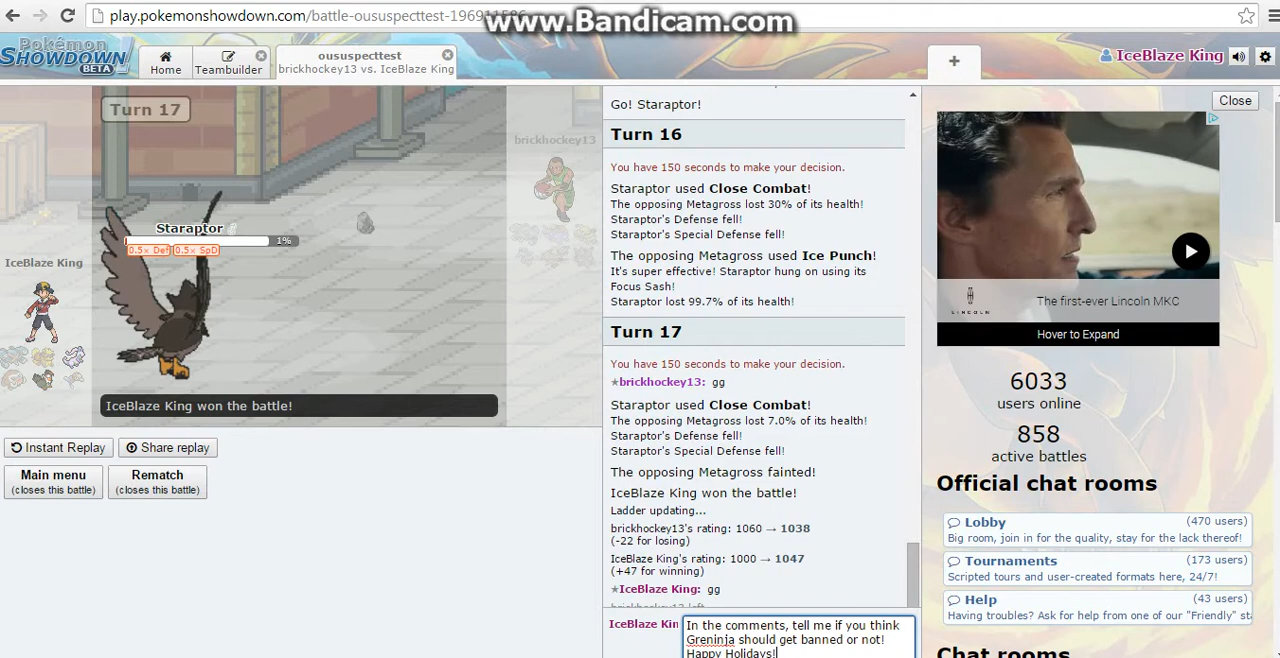 play.pokemonshowdown.com/battle-oususpecttest-196911586
www.Bandicam.com
Pokémon
SHOWDOWN
BETA
Home
Teambuilder
oususpecttest
brickhockey13 vs. IceBlaze King
+
IceBlaze King
Turn 17
brickhockey13
Staraptor
1%
0.5× Def
0.5× SpD
IceBlaze King
IceBlaze King won the battle!
Instant Replay
Share replay
Main menu
(closes this battle)
Rematch
(closes this battle)
Go! Staraptor!
Turn 16
You have 150 seconds to make your decision.
Staraptor used Close Combat!
The opposing Metagross lost 30% of its health!
Staraptor's Defense fell!
Staraptor's Special Defense fell!
The opposing Metagross used Ice Punch!
It's super effective! Staraptor hung on using its
Focus Sash!
Staraptor lost 99.7% of its health!
Turn 17
You have 150 seconds to make your decision.
★brickhockey13: gg
Staraptor used Close Combat!
The opposing Metagross lost 7.0% of its health!
Staraptor's Defense fell!
Staraptor's Special Defense fell!
The opposing Metagross fainted!
IceBlaze King won the battle!
Ladder updating...
brickhockey13's rating: 1060 → 1038
(-22 for losing)
IceBlaze King's rating: 1000 → 1047
(+47 for winning)
★IceBlaze King: gg
brickhockey13 left
IceBlaze Kin
In the comments, tell me if you think
Greninja should get banned or not!
Happy Holidays!
Close
LINCOLN
The first-ever Lincoln MKC
Hover to Expand
6033
users online
858
active battles
Official chat rooms
Lobby
(470 users)
Big room, join in for the quality, stay for the lack thereof!
Tournaments
(173 users)
Scripted tours and user-created formats here, 24/7!
Help
(43 users)
Having troubles? Ask for help from one of our "Friendly" sta
Chat rooms